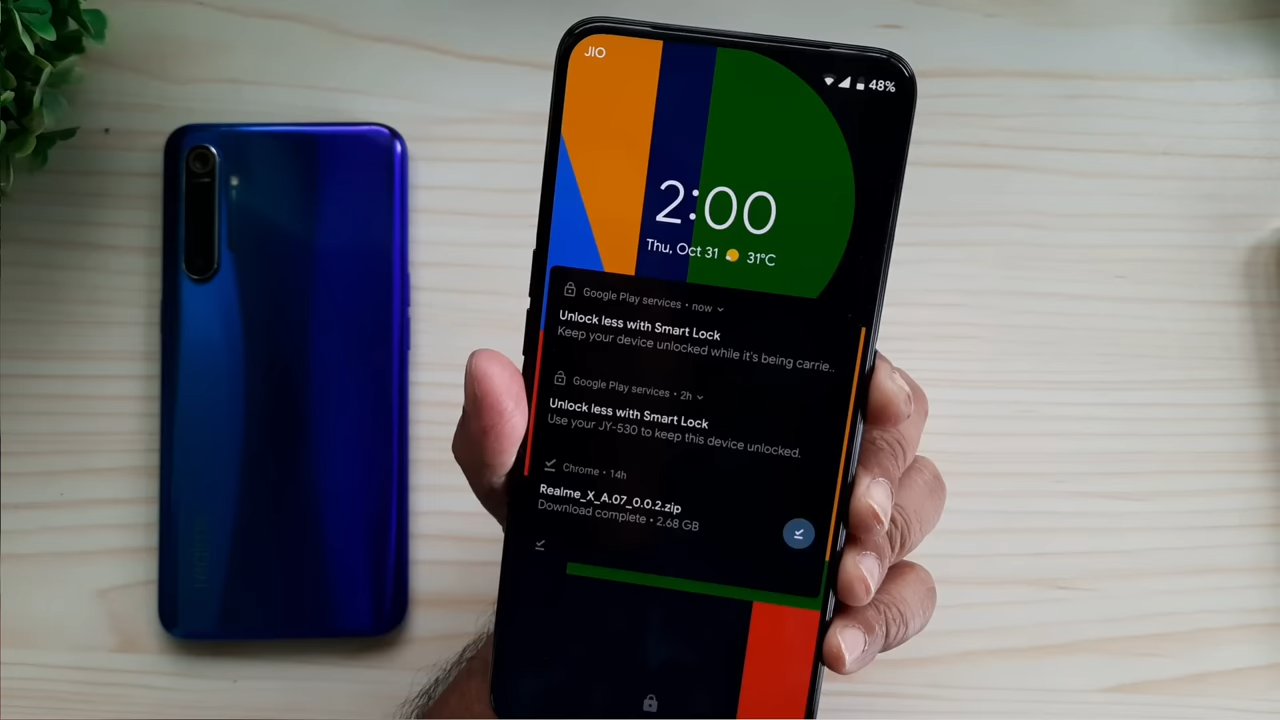 JIO
48%
2:00
Thu, Oct 31 31°C
Google Play services • now
Unlock less with Smart Lock
Keep your device unlocked while it's being carrie..
Google Play services • 2h
Unlock less with Smart Lock
Use your JY-530 to keep this device unlocked.
Chrome • 14h
Realme_X_A.07_0.0.2.zip
Download complete • 2.68 GB
realme